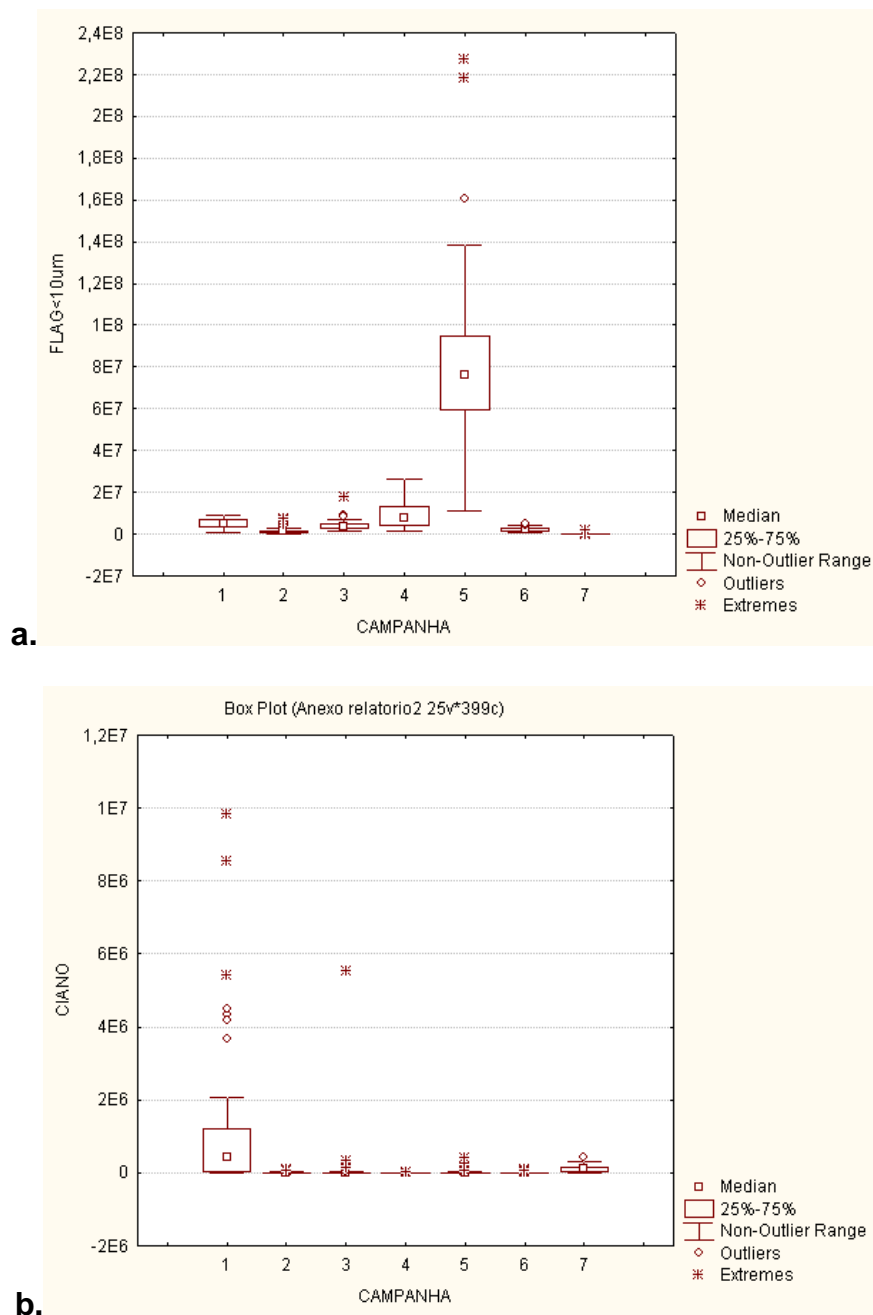 2,4E8
2,2E8
2E8
1,8E8
1,6E8
1,4E8
1,2E8
1E8
8E7
6E7
4E7
2E7
0
-2E7
FLAG<10um
1 2 3 4 5 6 7
CAMPANHA
Median
25%-75%
Non-Outlier Range
Outliers
Extremes
a.
Box Plot (Anexo relatorio2 25v*399c)
1,2E7
1E7
8E6
6E6
4E6
2E6
0
-2E6
CIANO
1 2 3 4 5 6 7
CAMPANHA
Median
25%-75%
Non-Outlier Range
Outliers
Extremes
b.